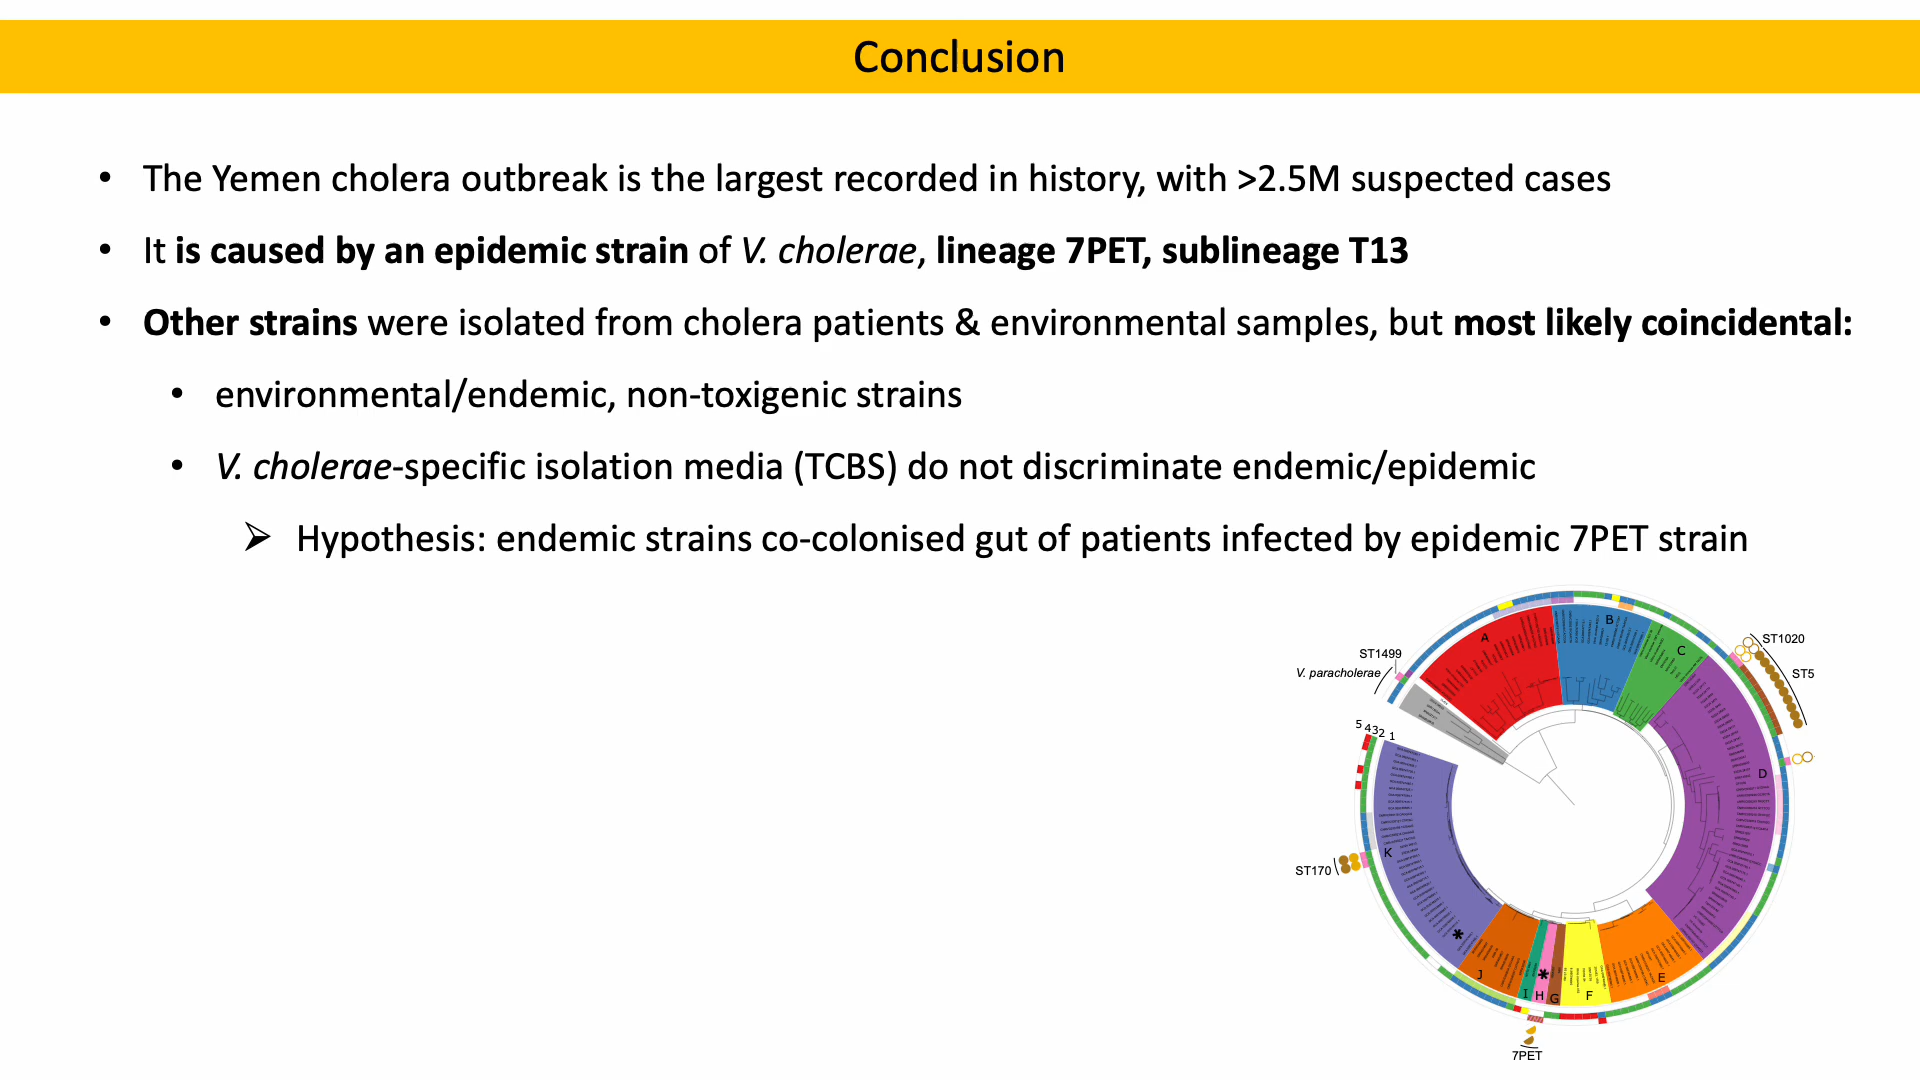 Conclusion
• The Yemen cholera outbreak is the largest recorded in history, with >2.5M suspected cases
• It is caused by an epidemic strain of V. cholerae, lineage 7PET, sublineage T13
• Other strains were isolated from cholera patients & environmental samples, but most likely coincidental:
• environmental/endemic, non-toxigenic strains
• V. cholerae-specific isolation media (TCBS) do not discriminate endemic/epidemic
➢ Hypothesis: endemic strains co-colonised gut of patients infected by epidemic 7PET strain
ST1499
V. paracholerae
A
B
C
ST1020
ST5
5 4 3 2 1
D
K
ST170
*
J
I
H
*
G
F
E
7PET